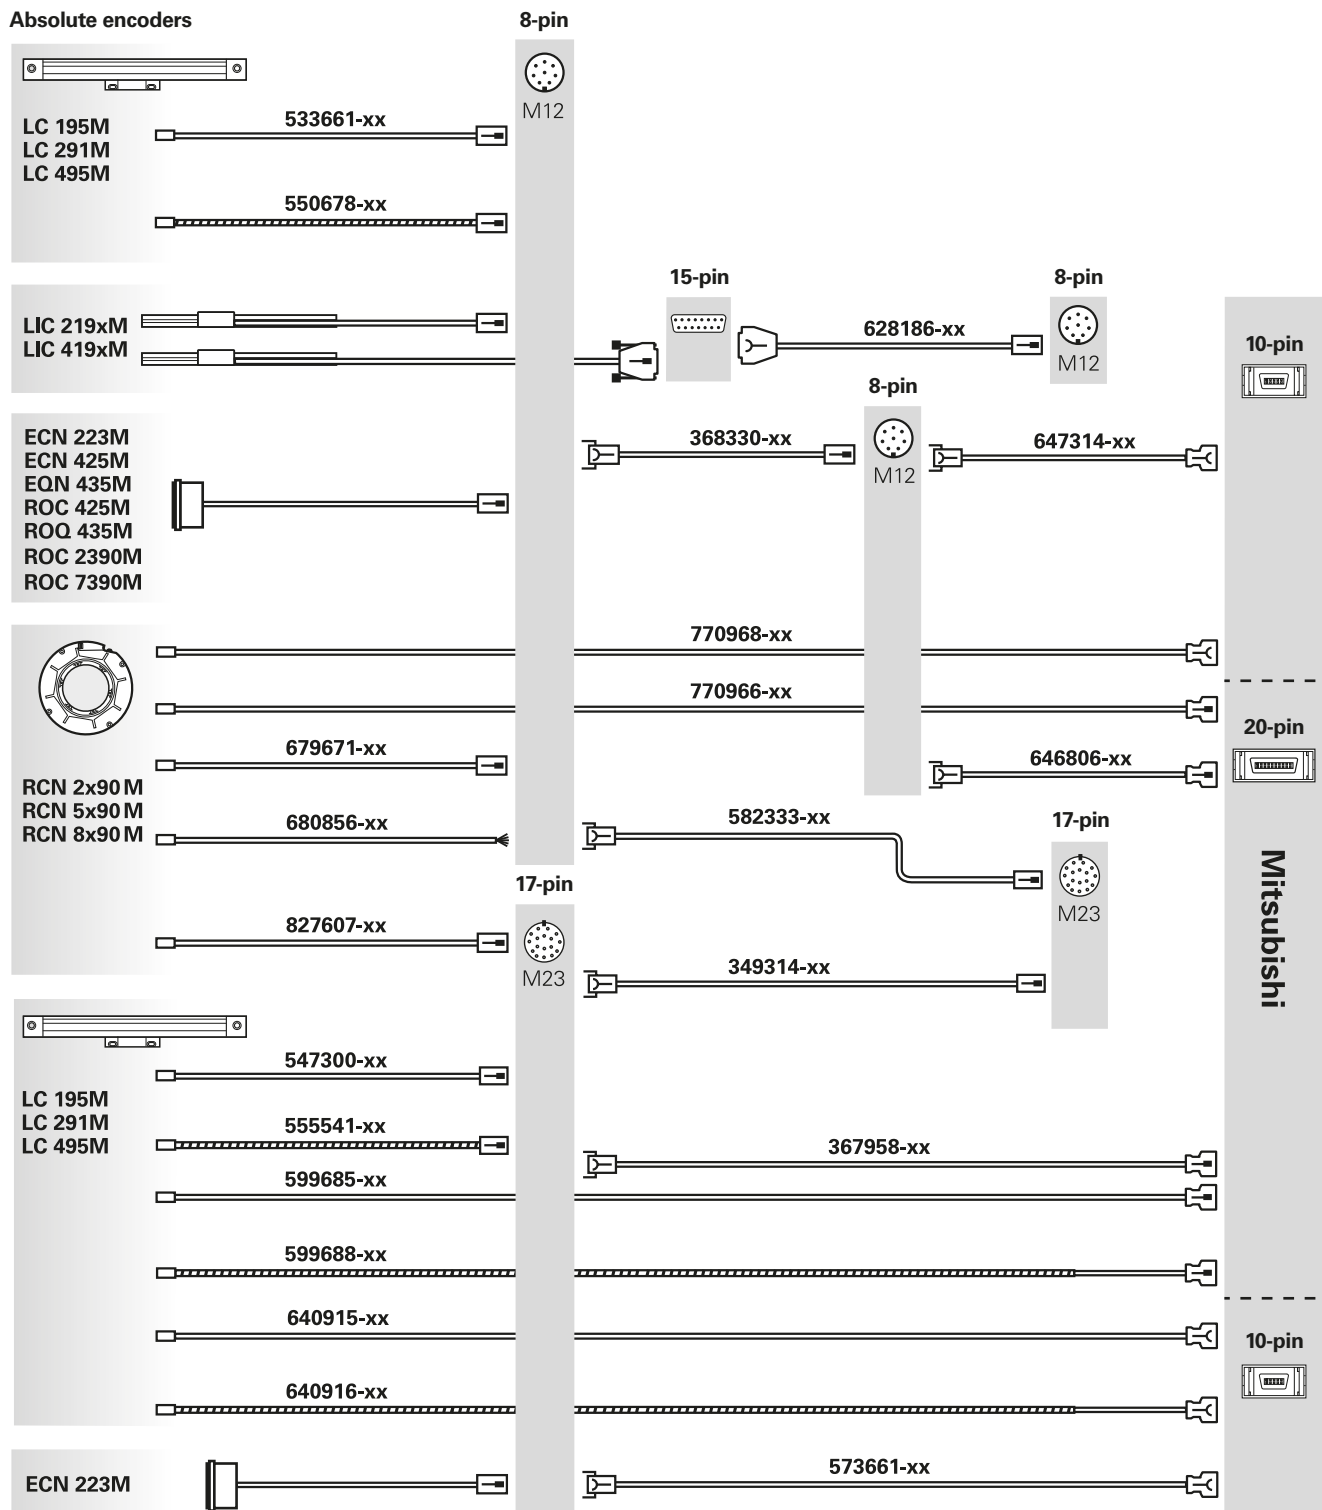 Absolute encoders
8-pin
M12
LC 195M
LC 291M
LC 495M
533661-xx
550678-xx
LIC 219xM
LIC 419xM
15-pin
628186-xx
8-pin
M12
10-pin
8-pin
M12
ECN 223M
ECN 425M
EQN 435M
ROC 425M
ROQ 435M
ROC 2390M
ROC 7390M
368330-xx
647314-xx
770968-xx
770966-xx
20-pin
RCN 2x90 M
RCN 5x90 M
RCN 8x90 M
679671-xx
646806-xx
680856-xx
582333-xx
17-pin
M23
Mitsubishi
17-pin
M23
827607-xx
349314-xx
LC 195M
LC 291M
LC 495M
547300-xx
555541-xx
367958-xx
599685-xx
599688-xx
640915-xx
10-pin
640916-xx
ECN 223M
573661-xx